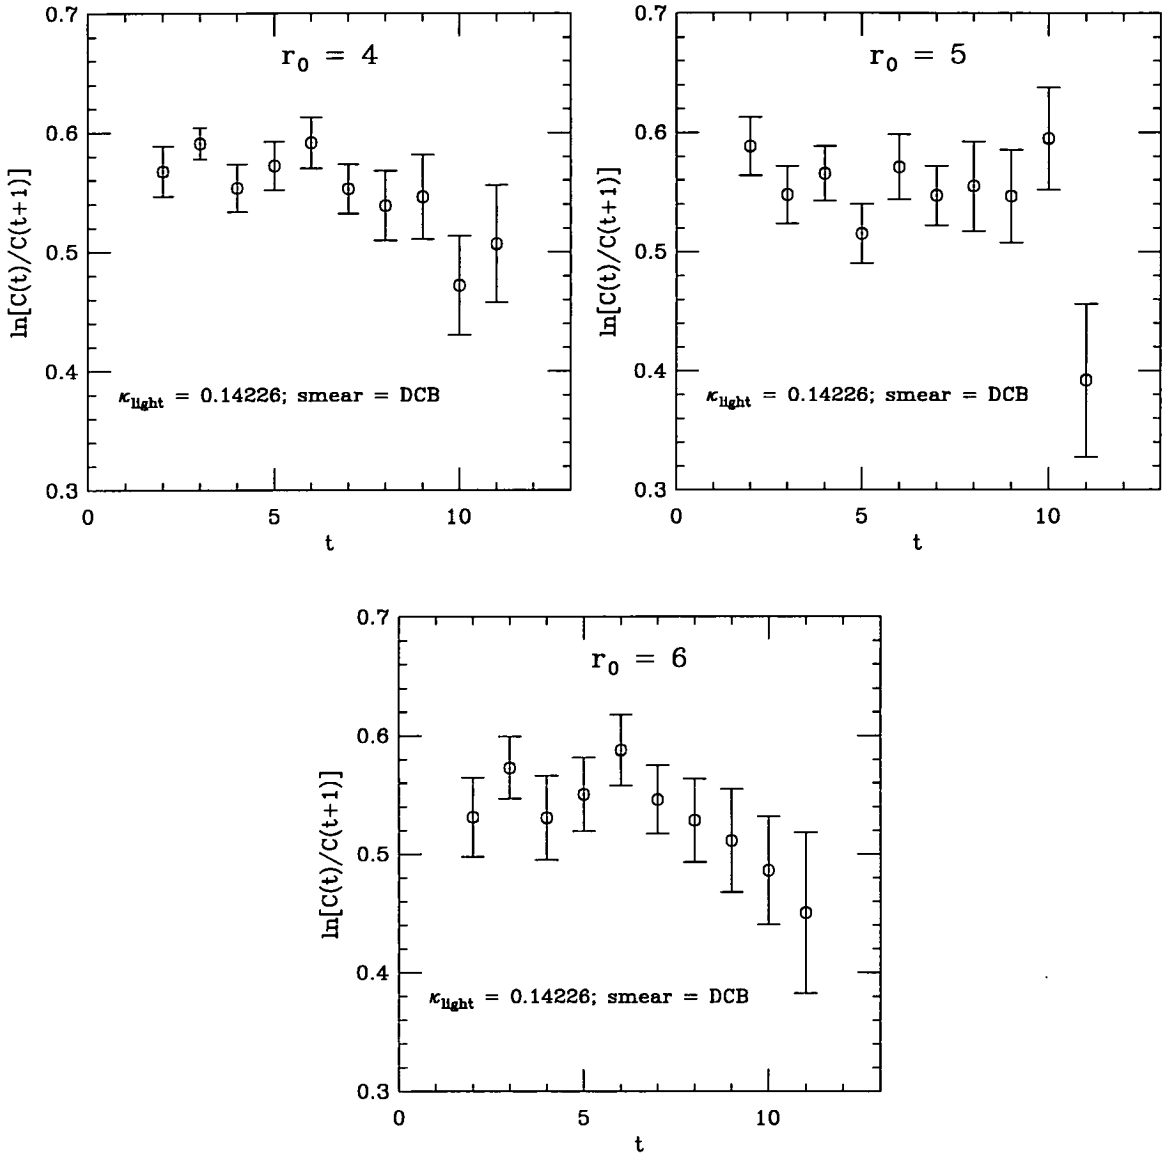 r₀ = 4
0.7
0.6
0.5
0.4
0.3
ln[C(t)/C(t+1)]
κ_light = 0.14226; smear = DCB
0 5 10
t
r₀ = 5
0.7
0.6
0.5
0.4
0.3
ln[C(t)/C(t+1)]
κ_light = 0.14226; smear = DCB
0 5 10
t
r₀ = 6
0.7
0.6
0.5
0.4
0.3
ln[C(t)/C(t+1)]
κ_light = 0.14226; smear = DCB
0 5 10
t